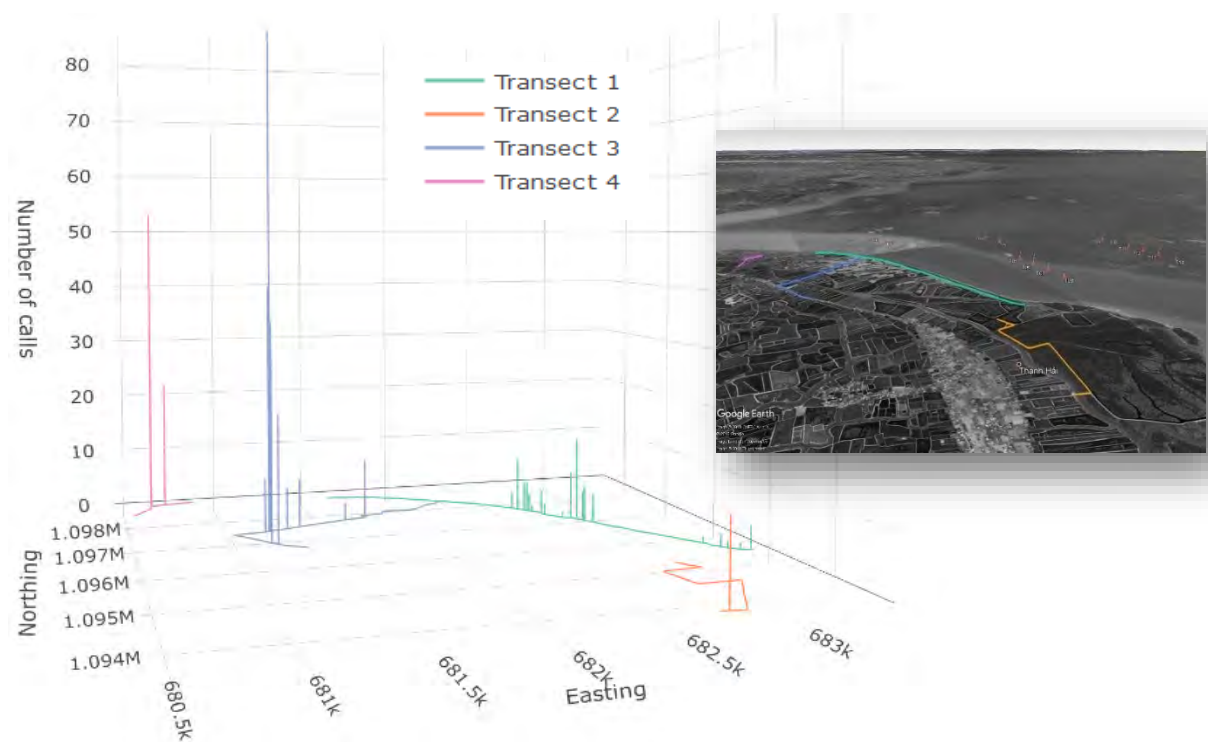 80
70
60
50
40
30
20
10
0
Number of calls
Transect 1
Transect 2
Transect 3
Transect 4
1.098M
1.097M
1.096M
1.095M
1.094M
Northing
680.5k
681k
681.5k
682k
682.5k
683k
Easting
Thạnh Hải
Google Earth